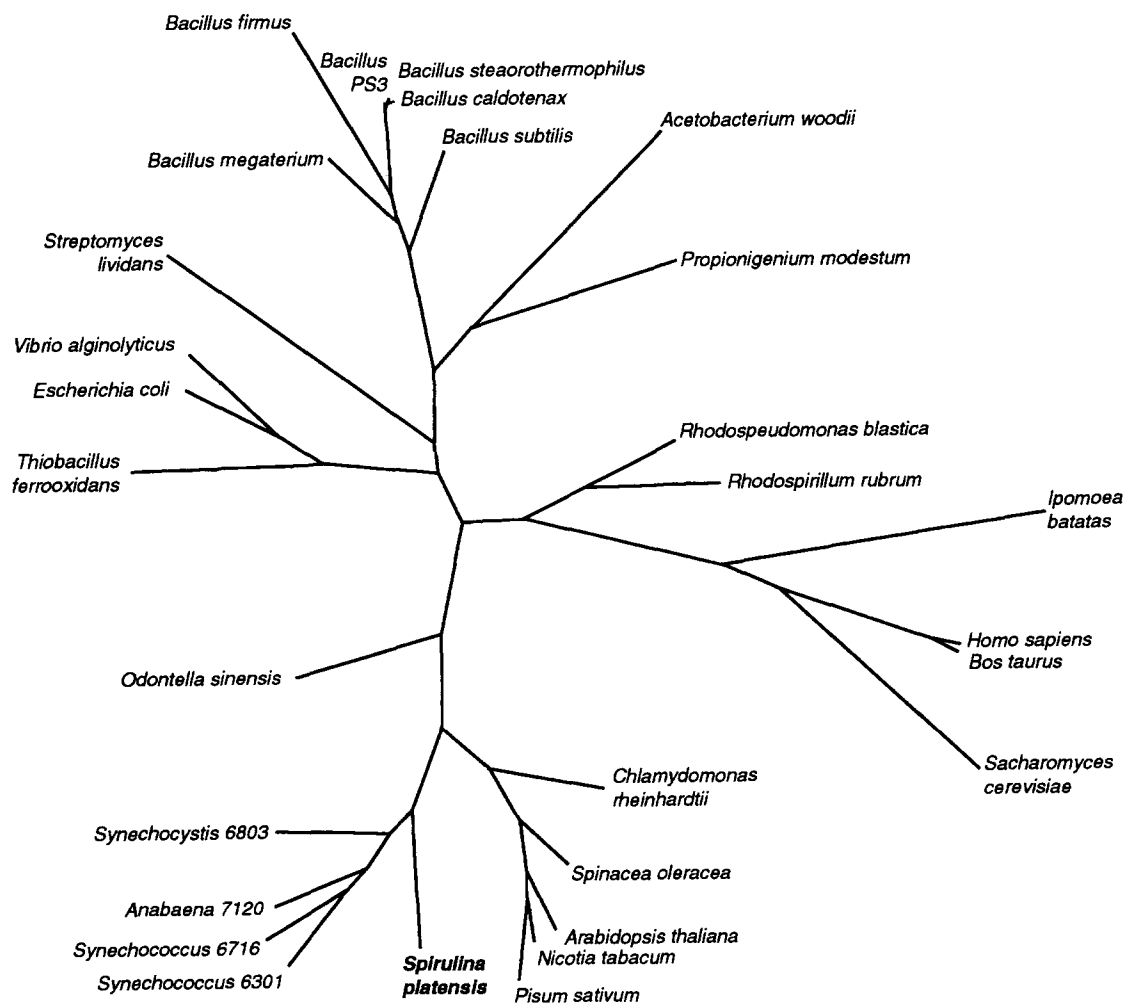 Bacillus firmus
Bacillus
PS3
Bacillus steaorothermophilus
Bacillus caldotenax
Bacillus subtilis
Acetobacterium woodii
Bacillus megaterium
Streptomyces
lividans
Propionigenium modestum
Vibrio alginolyticus
Escherichia coli
Thiobacillus
ferrooxidans
Rhodospeudomonas blastica
Rhodospirillum rubrum
Ipomoea
batatas
Homo sapiens
Bos taurus
Odontella sinensis
Sacharomyces
cerevisiae
Chlamydomonas
rheinhardtii
Synechocystis 6803
Spinacea oleracea
Anabaena 7120
Arabidopsis thaliana
Synechococcus 6716
Nicotia tabacum
Synechococcus 6301
Spirulina
platensis
Pisum sativum